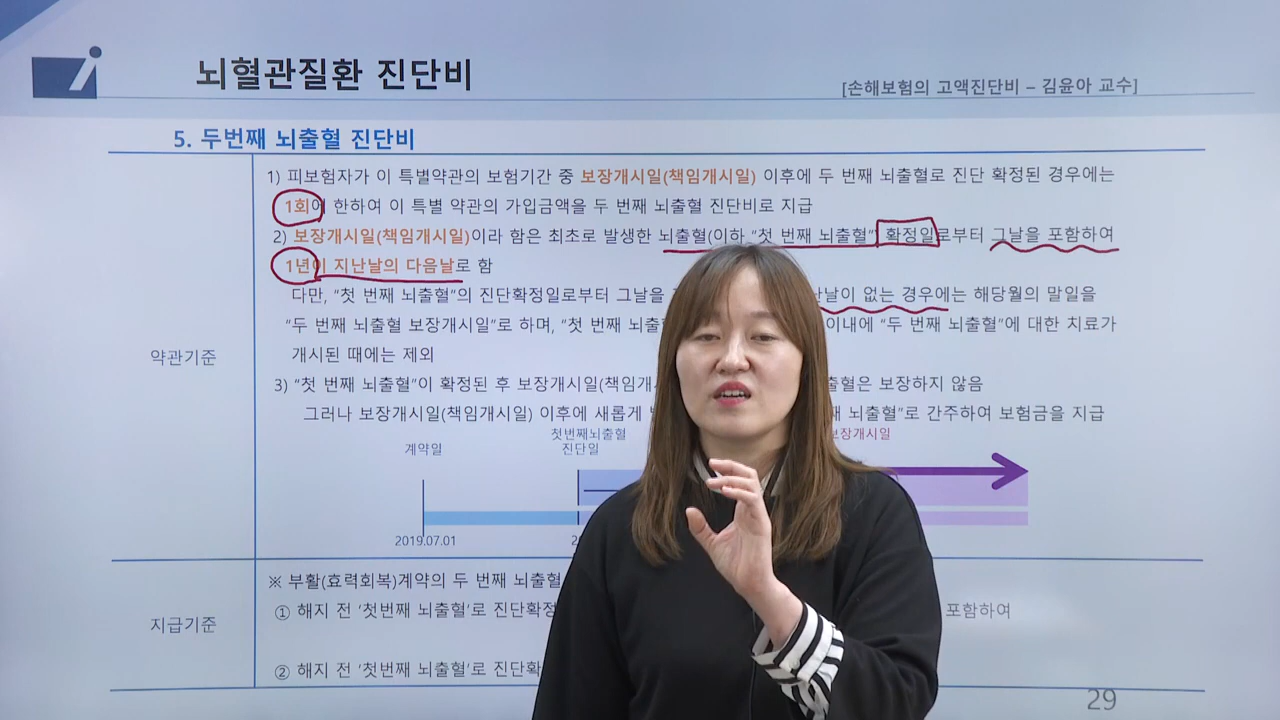 뇌혈관질환 진단비
[손해보험의 고액진단비 – 김윤아 교수]
5. 두번째 뇌출혈 진단비
약관기준
1) 피보험자가 이 특별약관의 보험기간 중 보장개시일(책임개시일) 이후에 두 번째 뇌출혈로 진단 확정된 경우에는
1회에 한하여 이 특별 약관의 가입금액을 두 번째 뇌출혈 진단비로 지급
2) 보장개시일(책임개시일)이라 함은 최초로 발생한 뇌출혈(이하 "첫 번째 뇌출혈" 확정일로부터 그날을 포함하여
1년이 지난날의 다음날로 함
다만, "첫 번째 뇌출혈"의 진단확정일로부터 그날을 없는 경우에는 해당월의 말일을
"두 번째 뇌출혈 보장개시일"로 하며, "첫 번째 이내에 "두 번째 뇌출혈"에 대한 치료가
개시된 때에는 제외
3) "첫 번째 뇌출혈"이 확정된 후 보장개시일(책임개 보장하지 않음
그러나 보장개시일(책임개시일) 이후에 새롭게 뇌출혈"로 간주하여 보험금을 지급
계약일
첫번째뇌출혈
진단일
보장개시일
2019.07.01
지급기준
※ 부활(효력회복)계약의 두 번째 뇌출혈
① 해지 전 '첫번째 뇌출혈'로 진단확정 포함하여
② 해지 전 '첫번째 뇌출혈'로 진단확
29